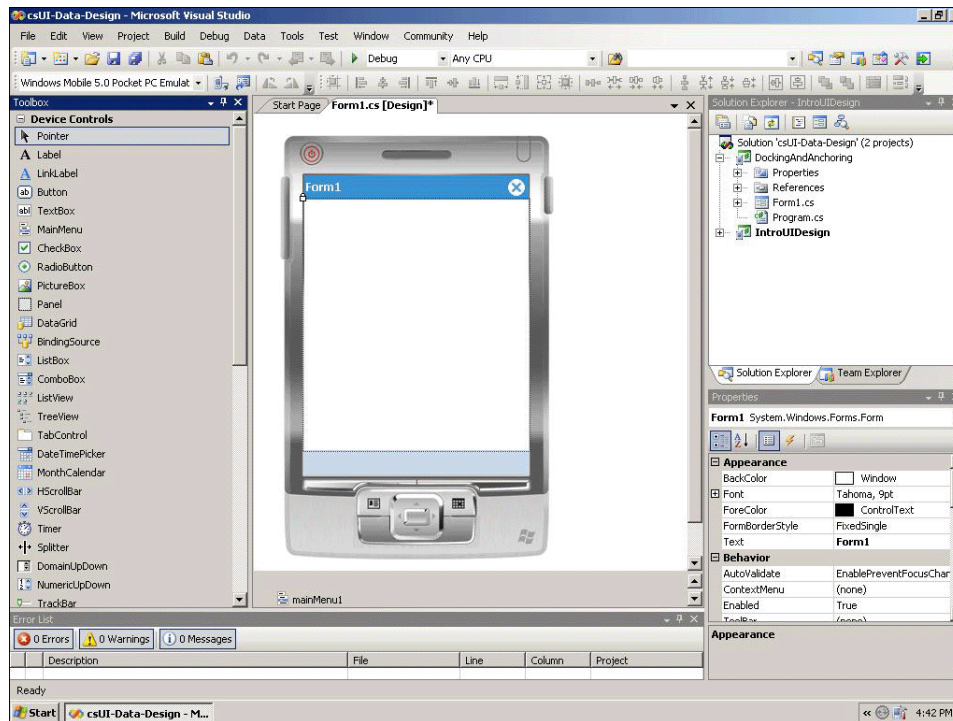 csUI-Data-Design - Microsoft Visual Studio
File Edit View Project Build Debug Data Tools Test Window Community Help
Debug Any CPU
Windows Mobile 5.0 Pocket PC Emulat
Toolbox
Device Controls
Pointer
Label
LinkLabel
Button
TextBox
MainMenu
CheckBox
RadioButton
PictureBox
Panel
DataGrid
BindingSource
ListBox
ComboBox
ListView
TreeView
TabControl
DateTimePicker
MonthCalendar
HScrollBar
VScrollBar
Timer
Splitter
DomainUpDown
NumericUpDown
TrackBar
Start Page Form1.cs [Design]*
Form1
mainMenu1
Solution Explorer - IntroUIDesign
Solution 'csUI-Data-Design' (2 projects)
DockingAndAnchoring
Properties
References
Form1.cs
Program.cs
IntroUIDesign
Solution Explorer Team Explorer
Properties
Form1 System.Windows.Forms.Form
Appearance
BackColor Window
Font Tahoma, 9pt
ForeColor ControlText
FormBorderStyle FixedSingle
Text Form1
Behavior
AutoValidate EnablePreventFocusChan
ContextMenu (none)
Enabled True
ToolBar (none)
Appearance
Error List
0 Errors 0 Warnings 0 Messages
Description File Line Column Project
Ready
Start csUI-Data-Design - M... 4:42 PM